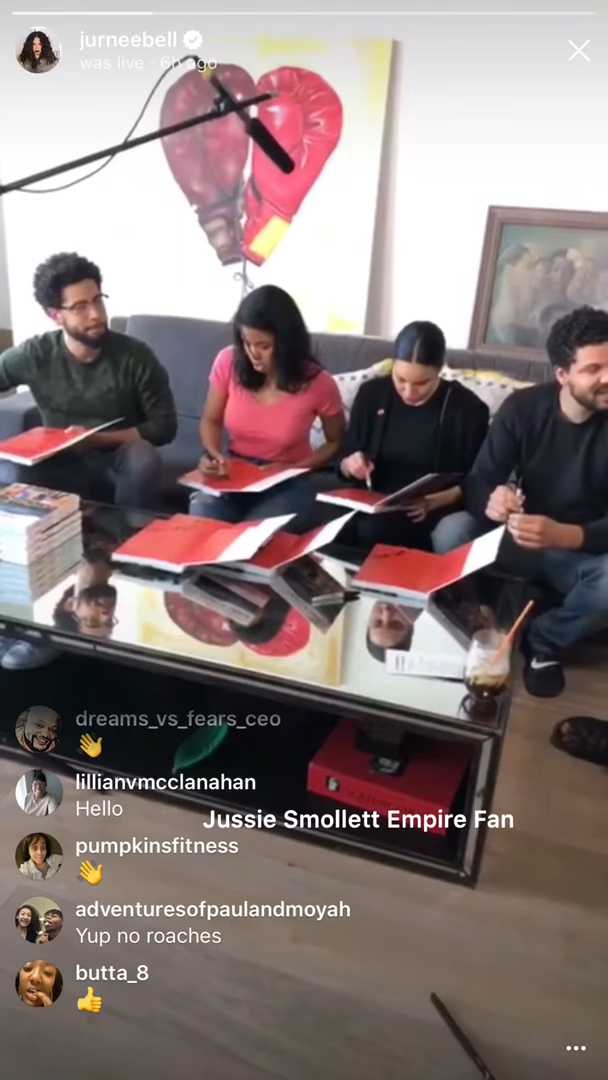 jurneebell
was live · 6h ago
dreams_vs_fears_ceo
👋
lillianvmcclanahan
Hello
Jussie Smollett Empire Fan
pumpkinsfitness
👋
adventuresofpaulandmoyah
Yup no roaches
butta_8
👍